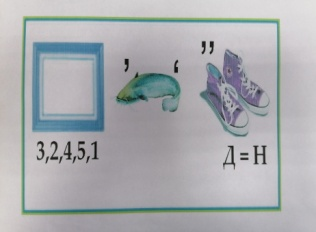 ’ ‘ ’’
3,2,4,5,1 Д = Н